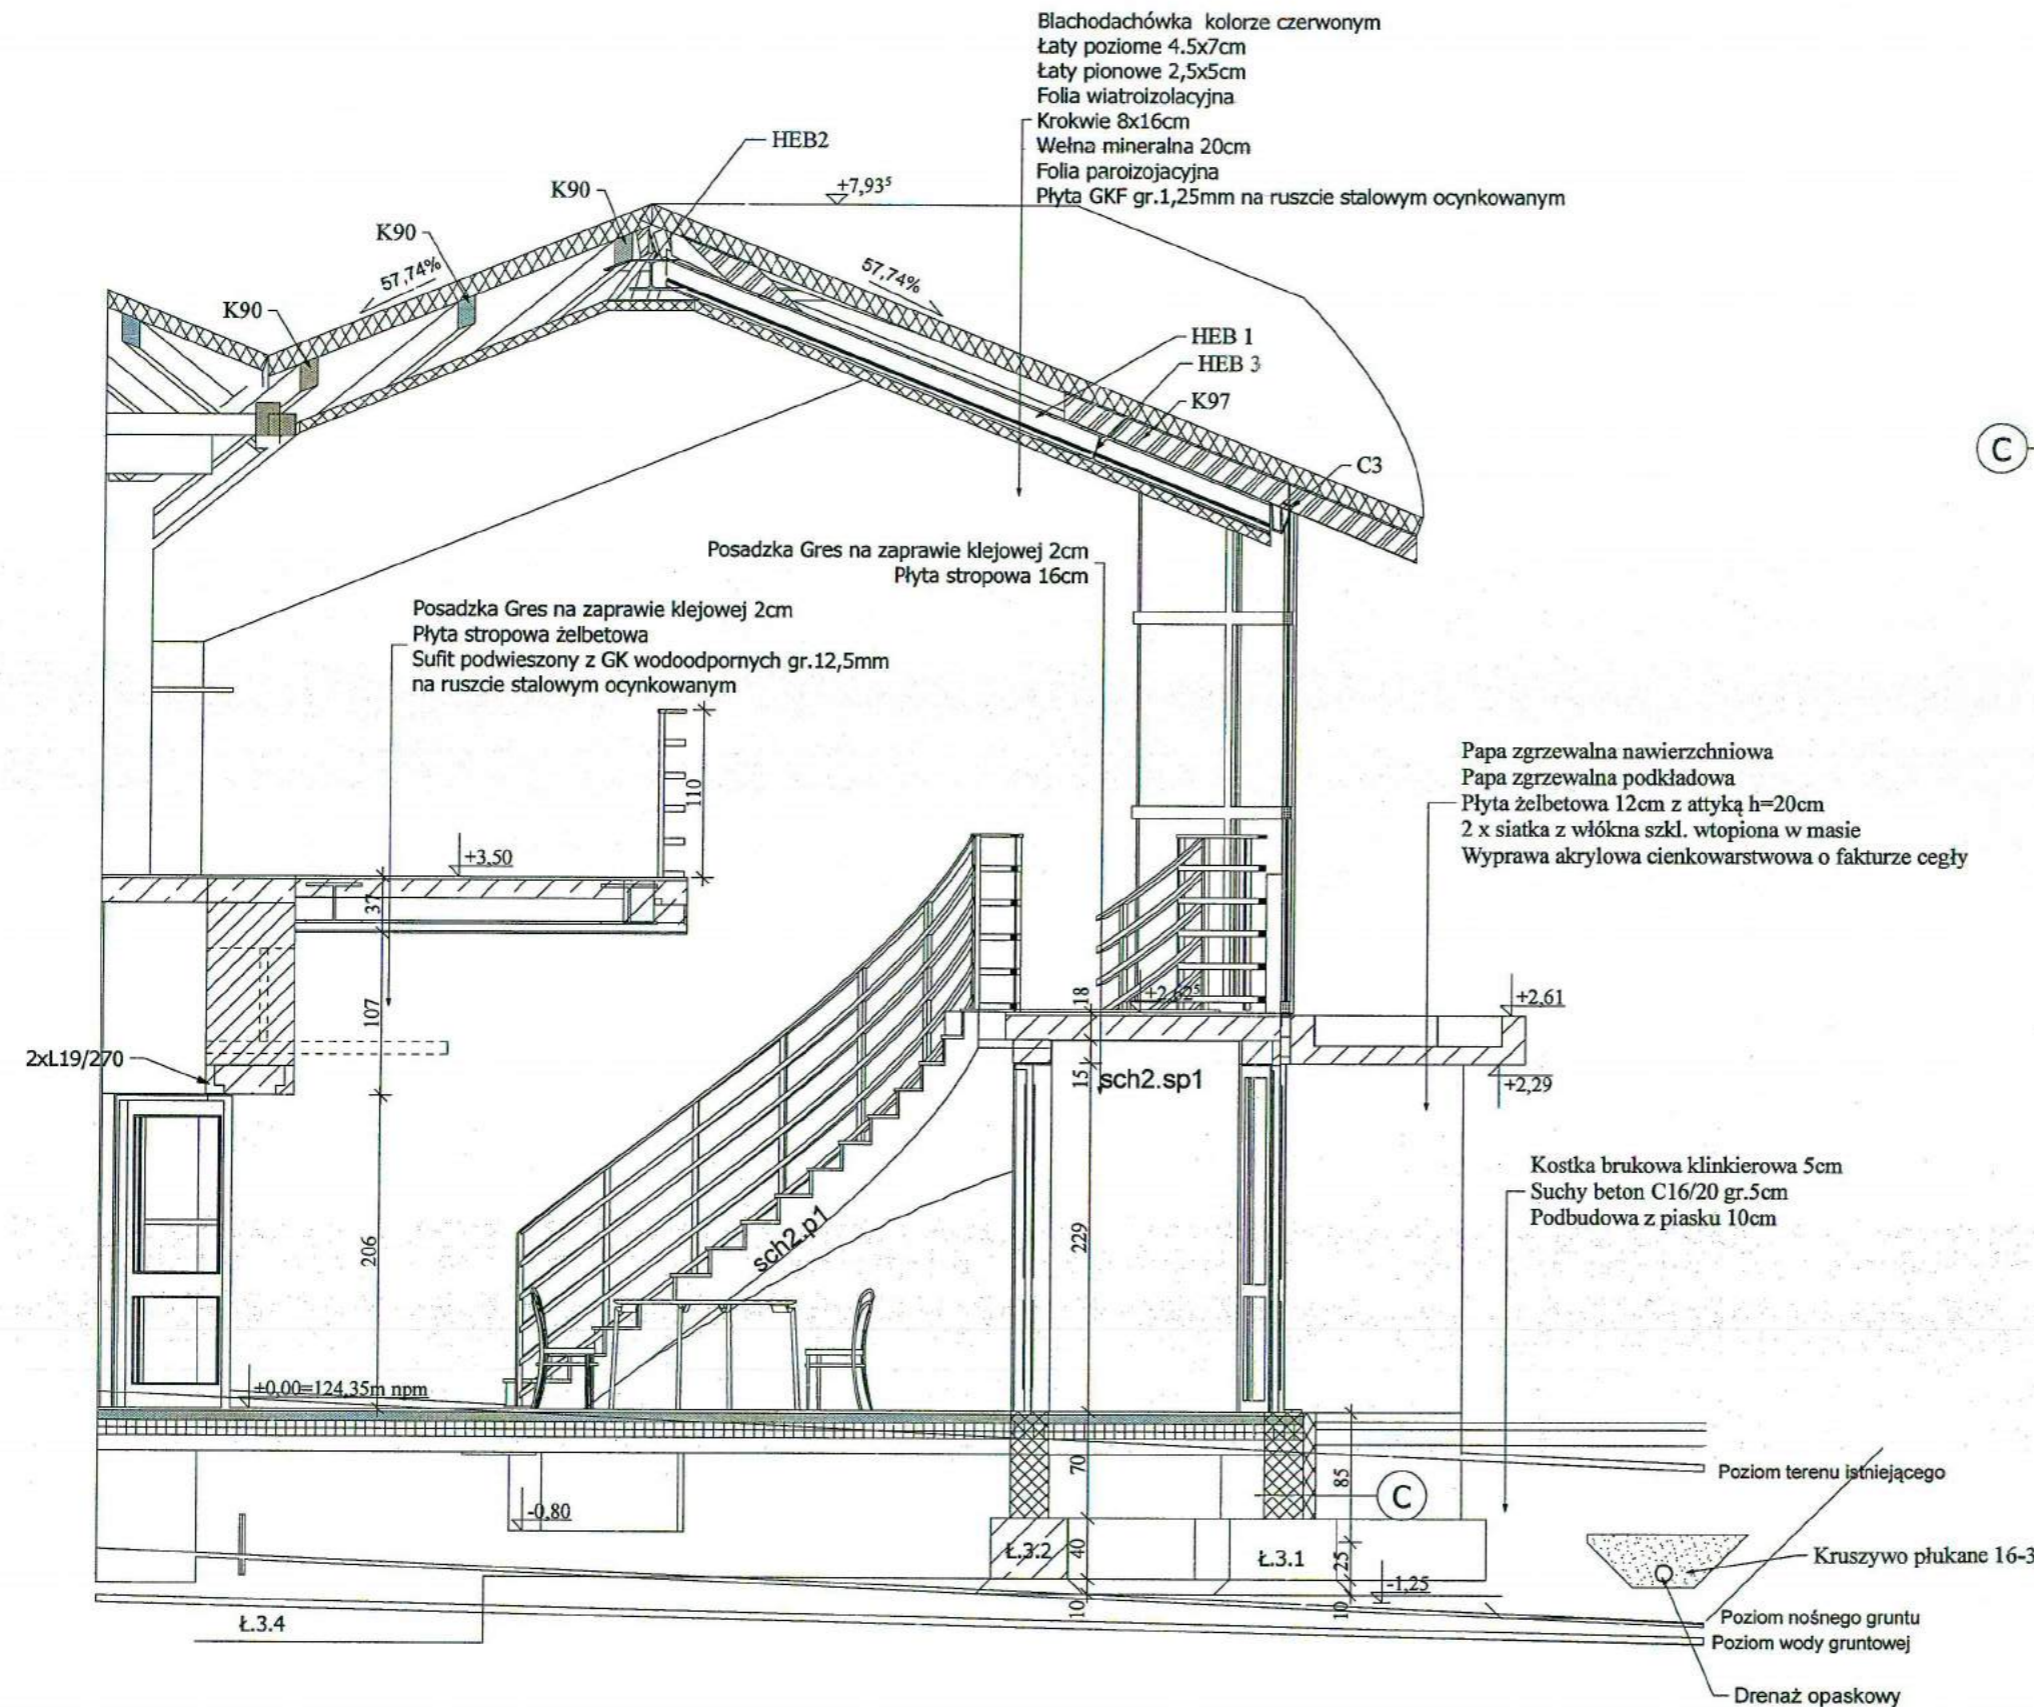 Blachodachówka kolorze czerwonym
Łaty poziome 4.5x7cm
Łaty pionowe 2,5x5cm
Folia wiatroizolacyjna
Krokwie 8x16cm
Wełna mineralna 20cm
Folia paroizojacyjna
Płyta GKF gr.1,25mm na ruszcie stalowym ocynkowanym
HEB2
+7,93⁵
K90
K90
57,74%
57,74%
K90
HEB 1
HEB 3
K97
C
C3
Posadzka Gres na zaprawie klejowej 2cm
Płyta stropowa 16cm
Posadzka Gres na zaprawie klejowej 2cm
Płyta stropowa żelbetowa
Sufit podwieszony z GK wodoodpornych gr.12,5mm
na ruszcie stalowym ocynkowanym
110
Papa zgrzewalna nawierzchniowa
Papa zgrzewalna podkładowa
Płyta żelbetowa 12cm z attyką h=20cm
2 x siatka z włókna szkl. wtopiona w masie
Wyprawa akrylowa cienkowarstwowa o fakturze cegły
+3,50
37
107
18
+2,62⁵
+2,61
2xL19/270
15
sch2.sp1
+2,29
Kostka brukowa klinkierowa 5cm
Suchy beton C16/20 gr.5cm
Podbudowa z piasku 10cm
sch2.p1
206
229
±0,00=124,35m npm
70
85
Poziom terenu istniejącego
C
-0,80
Ł.3.2
40
Ł.3.1
25
Kruszywo płukane 16-3
-1,25
10
10
Ł.3.4
Poziom nośnego gruntu
Poziom wody gruntowej
Drenaż opaskowy